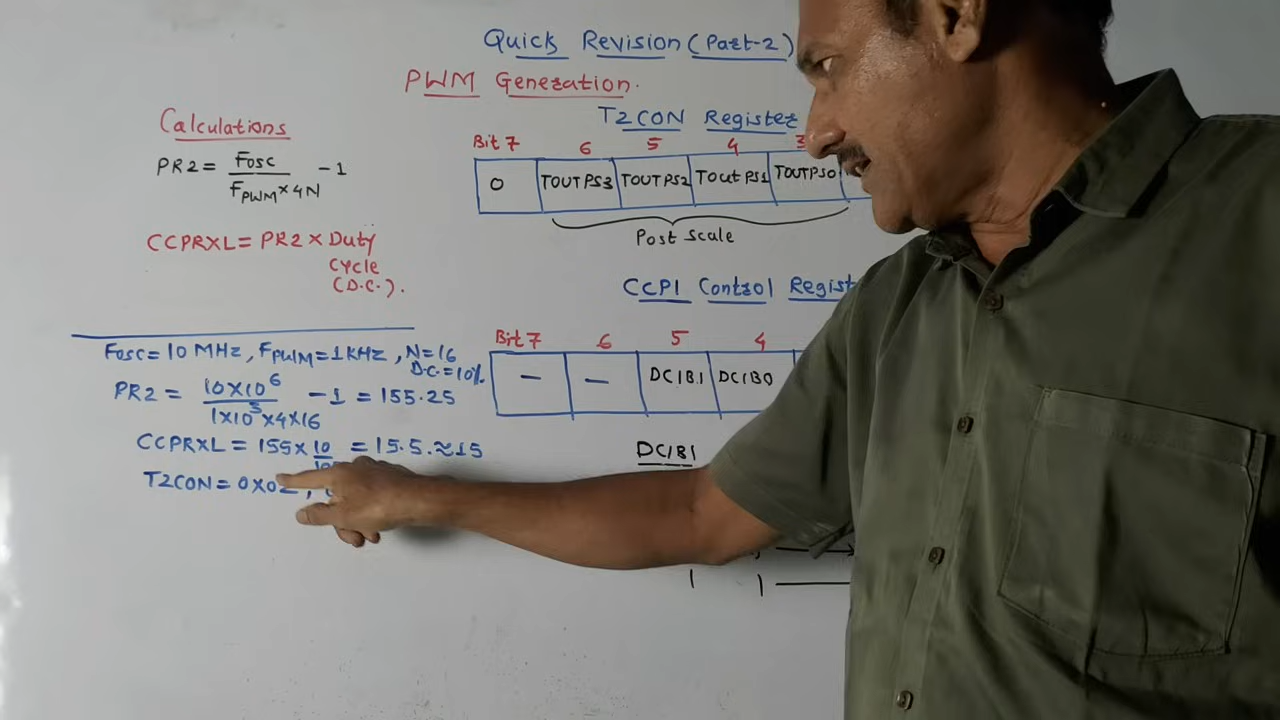 Quick Revision (Part-2)
PWM Generation.
Calculations
PR2 = Fosc / FPWM × 4N - 1
CCPRXL = PR2 × Duty
Cycle
(D.C.).
T2CON Register
Bit 7 6 5 4 3
0 TOUTPS3 TOUTPS2 TOUTPS1 TOUTPS0
Post Scale
CCP1 Control
Bit 7 6 5 4
— — DC1B1 DC1B0
DC1B1
1 1
Fosc = 10 MHz, FPWM = 1KHz, N = 16
D.C. = 10%.
PR2 = 10×10⁶ / 1×10³×4×16 - 1 = 155.25
CCPRXL = 155 × 10 = 15.5. ≈ 15
T2CON = 0x02,